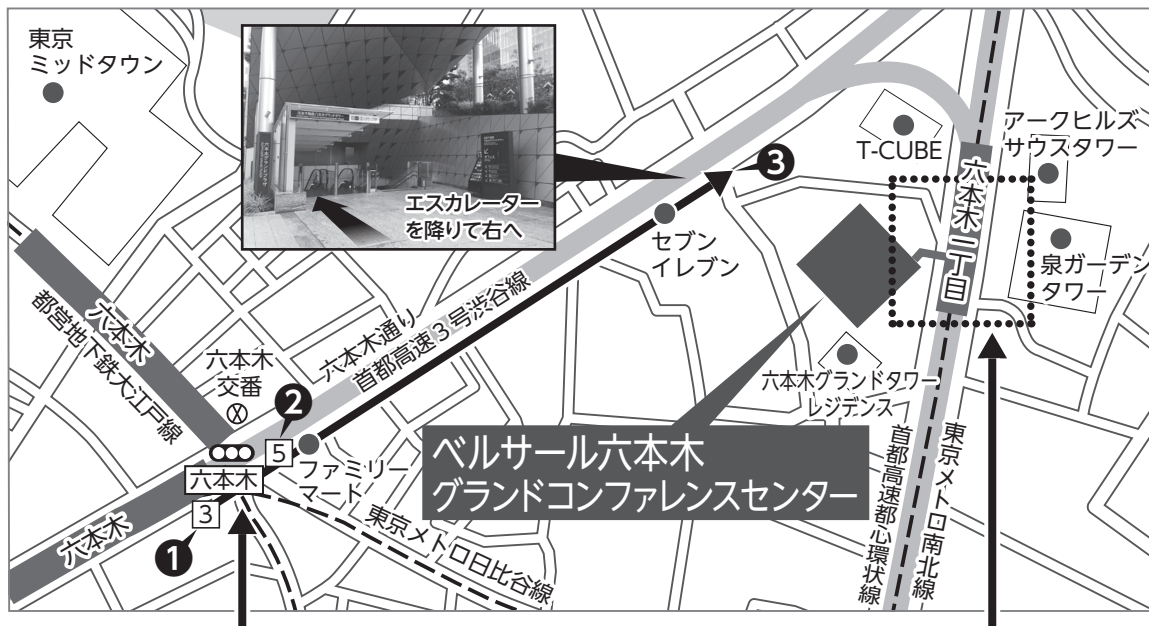 東京
ミッドタウン
エスカレーター
を降りて右へ
❸
セブン
イレブン
T-CUBE
アークヒルズ
サウスタワー
六本木一丁目
泉ガーデン
タワー
六本木グランドタワー
レジデンス
六本木通り
首都高速3号渋谷線
六本木
都営地下鉄大江戸線
六本木
交番
❷
5
ファミリー
マート
六本木
3
❶
六本木
東京メトロ日比谷線
ベルサール六本木
グランドコンファレンスセンター
首都高速都心環状線
東京メトロ南北線